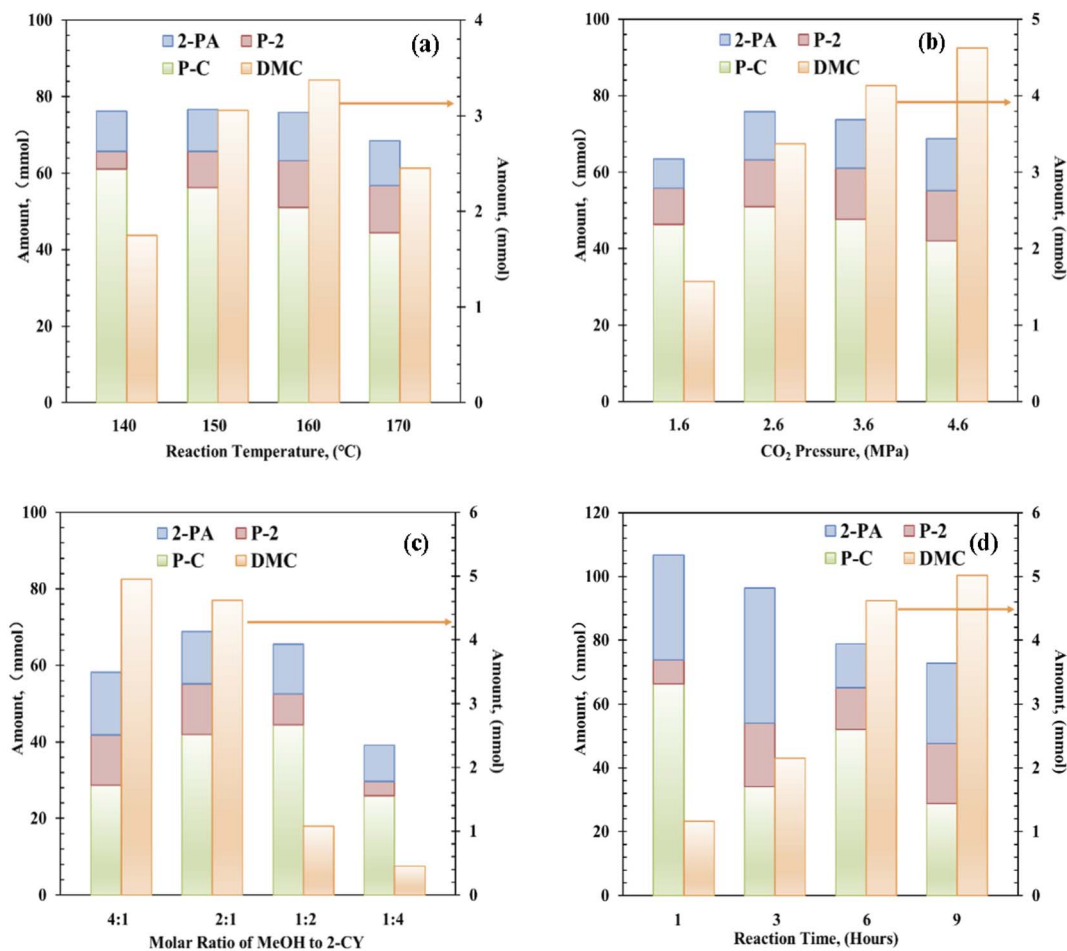 2-PA P-2
P-C DMC
(a)
100
80
60
40
20
0
Amount, (mmol)
4
3
2
1
0
Amount, (mmol)
140 150 160 170
Reaction Temperature, (℃)
2-PA P-2
P-C DMC
(b)
100
80
60
40
20
0
Amount, (mmol)
5
4
3
2
1
0
Amount, (mmol)
1.6 2.6 3.6 4.6
CO₂ Pressure, (MPa)
2-PA P-2
P-C DMC
(c)
100
80
60
40
20
0
Amount, (mmol)
6
5
4
3
2
1
0
Amount, (mmol)
4:1 2:1 1:2 1:4
Molar Ratio of MeOH to 2-CY
2-PA P-2
P-C DMC
(d)
120
100
80
60
40
20
0
Amount, (mmol)
6
5
4
3
2
1
0
Amount, (mmol)
1 3 6 9
Reaction Time, (Hours)